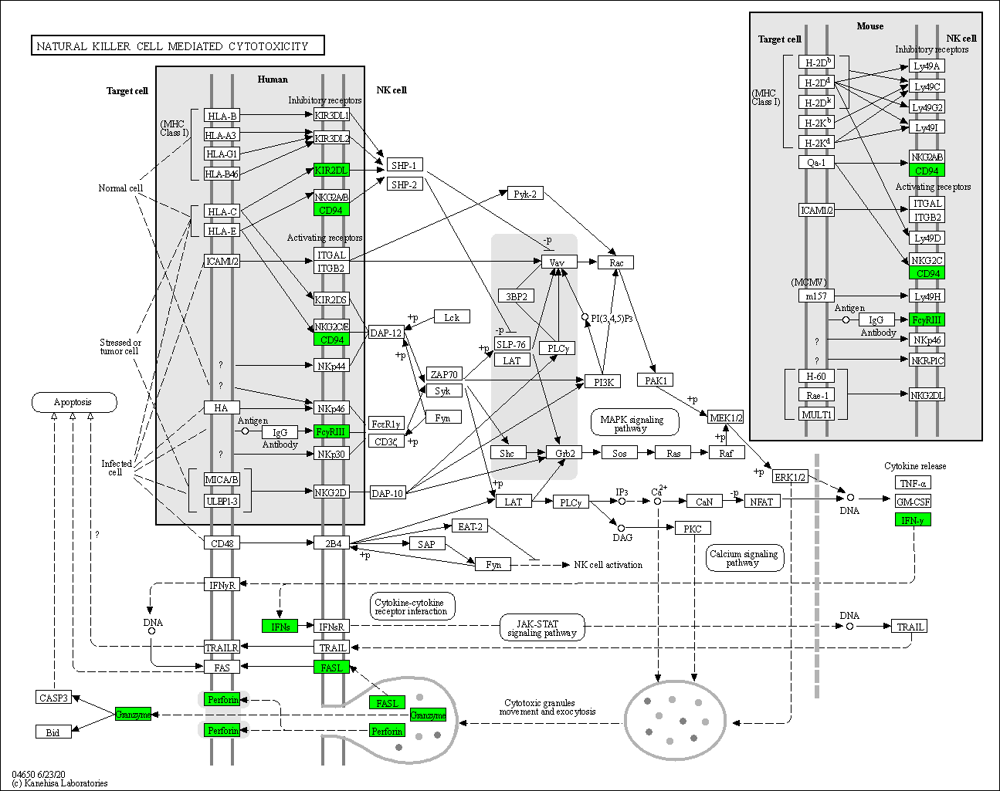 NATURAL KILLER CELL MEDIATED CYTOTOXICITY
Target cell
Human
NK cell
Inhibitory receptors
(MHC
Class I)
HLA-B
KIR3DL1
HLA-A3
KIR3DL2
HLA-G1
HLA-B46
KIR2DL
SHP-1
SHP-2
Normal cell
NKG2A/B
CD94
HLA-C
HLA-E
Pyk-2
Activating receptors
ICAM1/2
ITGAL
ITGB2
-p
Vav
Rac
3BP2
KIR2DS
Lck
+p
PI(3,4,5)P3
NKG2C/E
CD94
DAP-12
-p
SLP-76
LAT
PLCγ
Stressed or
tumor cell
+p
+p
?
NKp44
ZAP70
Syk
PI3K
PAK1
?
Apoptosis
HA
NKp46
+p
Fyn
MEK1/2
MAPK signaling
pathway
Antigen
IgG
Antibody
FcγRIII
FcεR1γ
CD3ζ
+p
+p
?
NKp30
Shc
Grb2
Sos
Ras
Raf
Infected
cell
MICA/B
ULBP1-3
NKG2D
DAP-10
+p
+p
ERK1/2
LAT
PLCγ
IP3
Ca2+
CaN
-p
NFAT
DNA
Cytokine release
TNF-α
GM-CSF
IFN-γ
?
EAT-2
DAG
PKC
CD48
2B4
SAP
+p
Fyn
NK cell activation
Calcium signaling
pathway
IFNγR
Cytokine-cytokine
receptor interaction
DNA
IFNs
IFNsR
JAK-STAT
signaling pathway
DNA
TRAIL
TRAILR
TRAIL
FAS
FASL
CASP3
Perforin
FASL
Granzyme
Granzyme
Cytotoxic granules
movement and exocytosis
Bid
Perforin
Perforin
Mouse
Target cell
NK cell
Inhibitory receptors
(MHC
Class I)
H-2Db
Ly49A
H-2Dd
Ly49C
H-2Dk
Ly49G2
H-2Kb
Ly49I
H-2Kd
Qa-1
NKG2A/B
CD94
Activating receptors
ICAM1/2
ITGAL
ITGB2
Ly49D
NKG2C
CD94
(MCMV)
m157
Ly49H
Antigen
IgG
Antibody
FcγRIII
?
NKp46
?
NKR-P1C
H-60
Rae-1
MULT1
NKG2DL
04650 6/23/20
(c) Kanehisa Laboratories